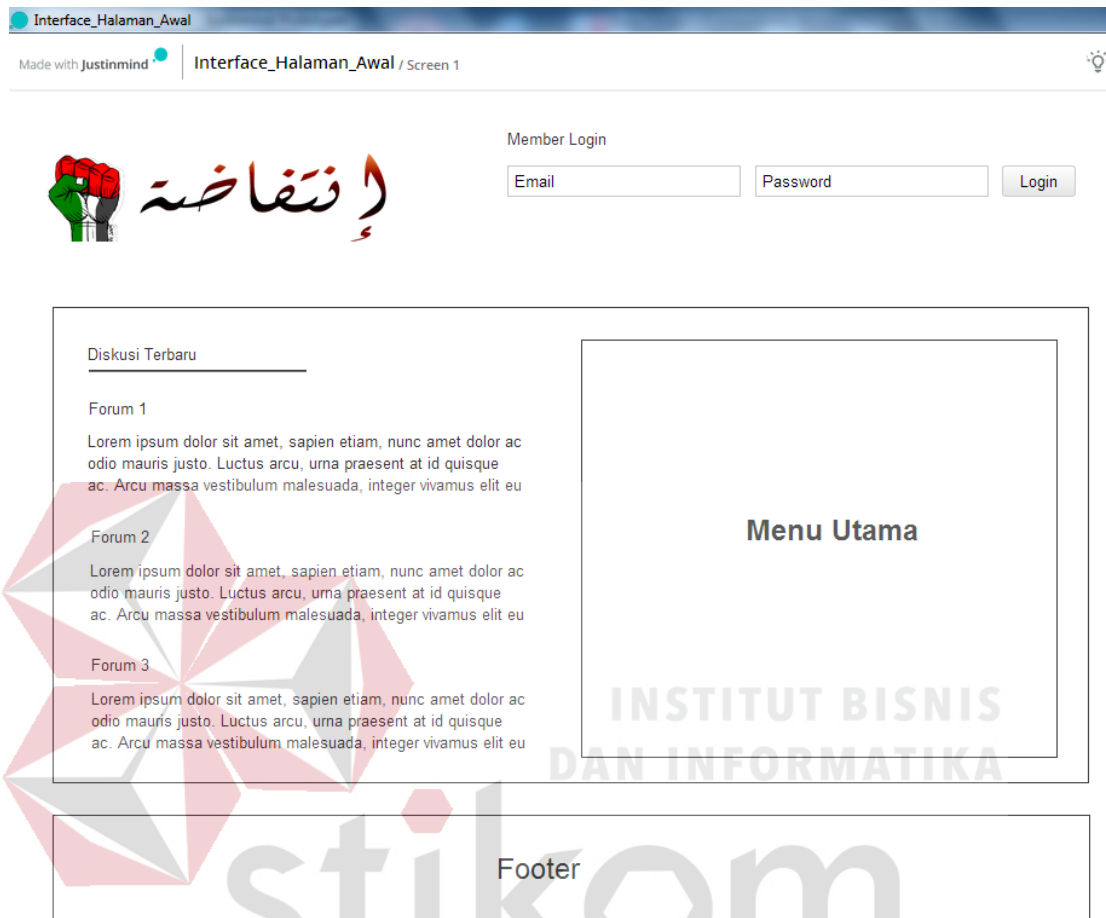 Interface_Halaman_Awal
Made with Justinmind
Interface_Halaman_Awal / Screen 1
إنتَفاضة
Member Login
Email
Password
Login
Diskusi Terbaru
Forum 1
Lorem ipsum dolor sit amet, sapien etiam, nunc amet dolor ac
odio mauris justo. Luctus arcu, urna praesent at id quisque
ac. Arcu massa vestibulum malesuada, integer vivamus elit eu
Forum 2
Lorem ipsum dolor sit amet, sapien etiam, nunc amet dolor ac
odio mauris justo. Luctus arcu, urna praesent at id quisque
ac. Arcu massa vestibulum malesuada, integer vivamus elit eu
Forum 3
Lorem ipsum dolor sit amet, sapien etiam, nunc amet dolor ac
odio mauris justo. Luctus arcu, urna praesent at id quisque
ac. Arcu massa vestibulum malesuada, integer vivamus elit eu
Menu Utama
INSTITUT BISNIS
DAN INFORMATIKA
stikom
Footer